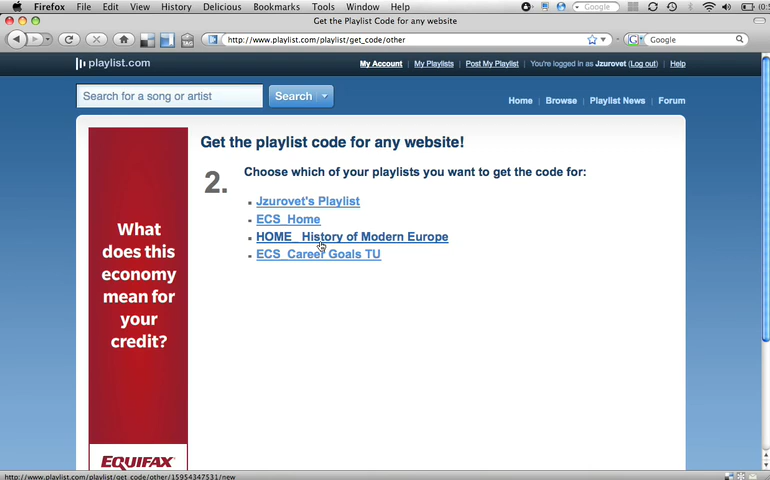 Firefox File Edit View History Delicious Bookmarks Tools Window Help
Google
Get the Playlist Code for any website
http://www.playlist.com/playlist/get_code/other
Google
playlist.com
My Account | My Playlists | Post My Playlist | You're logged in as Jzurovet (Log out) | Help
Search for a song or artist
Search
Home | Browse | Playlist News | Forum
Get the playlist code for any website!
2. Choose which of your playlists you want to get the code for:
Jzurovet's Playlist
ECS_Home
HOME_ History of Modern Europe
ECS_Career Goals TU
What
does this
economy
mean for
your
credit?
EQUIFAX
http://www.playlist.com/playlist/get_code/other/15954347531/new